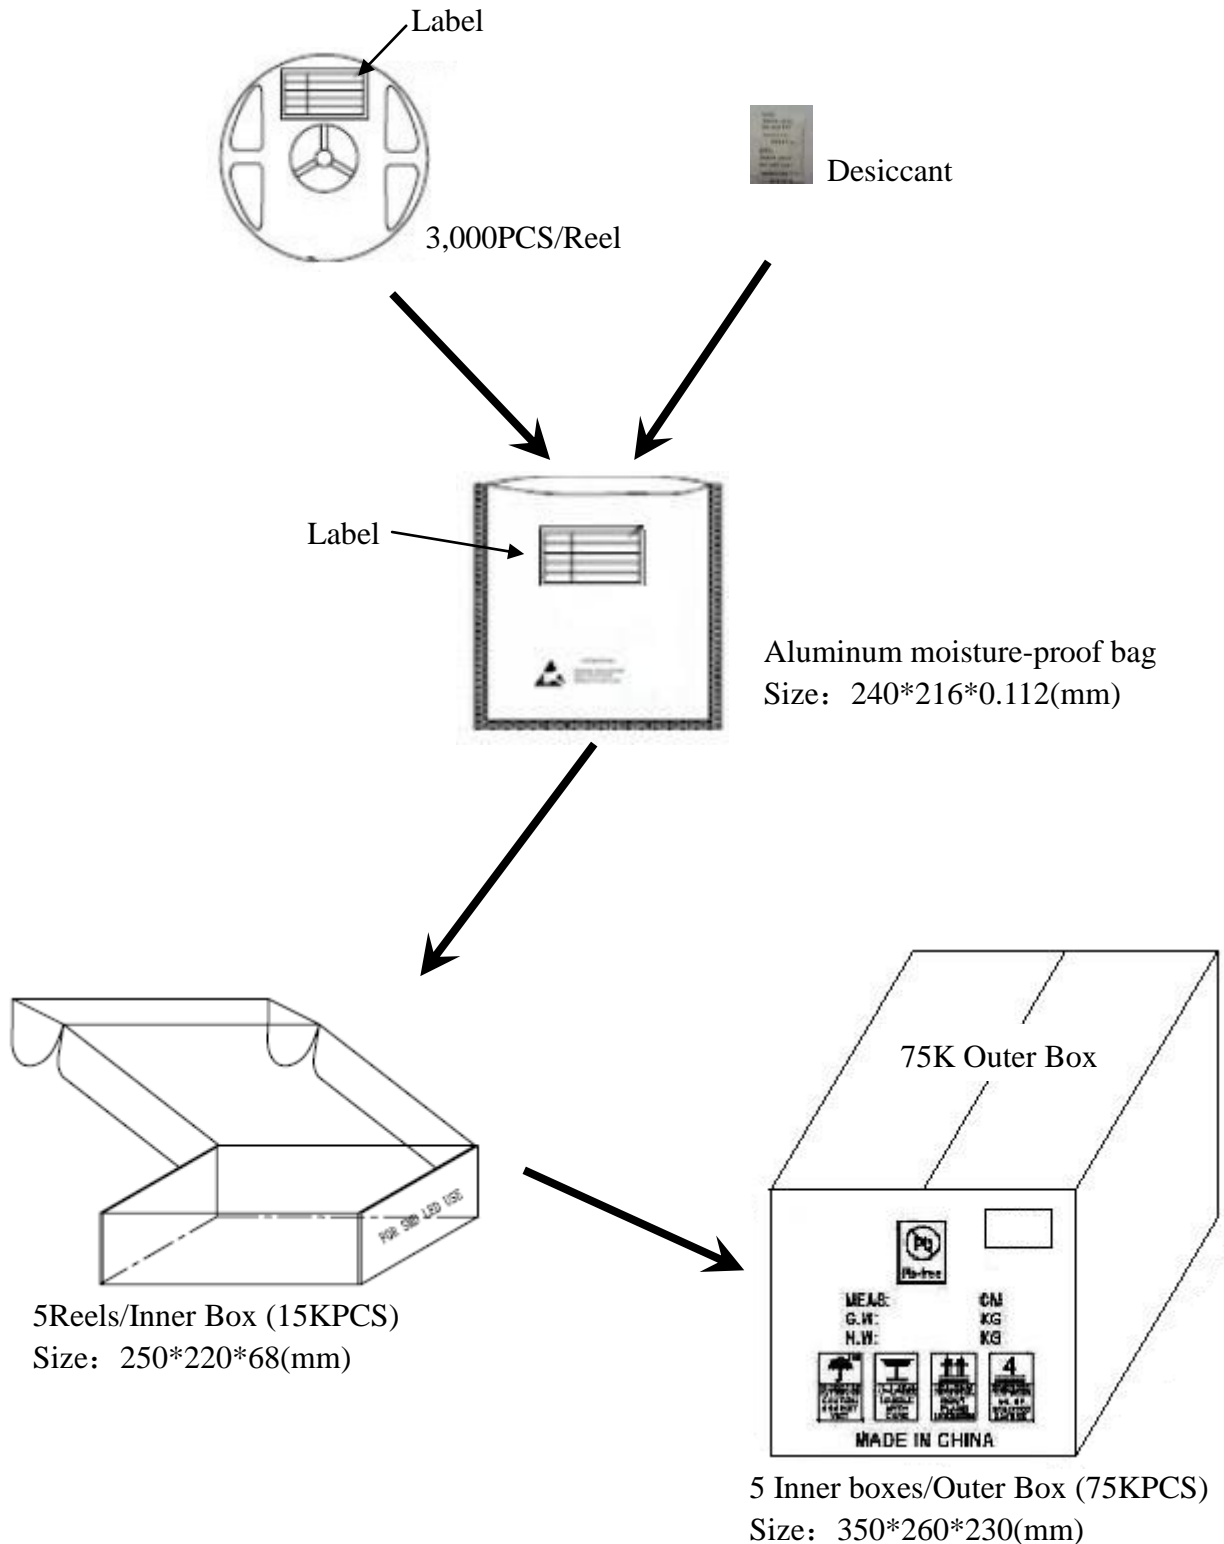 Label
Desiccant
3,000PCS/Reel
Label
Aluminum moisture-proof bag
Size：240*216*0.112(mm)
75K Outer Box
FOR SMD LED USE
Pb
Pb-free
MEAS: CM
G.W: KG
N.W: KG
4
MADE IN CHINA
5Reels/Inner Box (15KPCS)
Size：250*220*68(mm)
5 Inner boxes/Outer Box (75KPCS)
Size：350*260*230(mm)